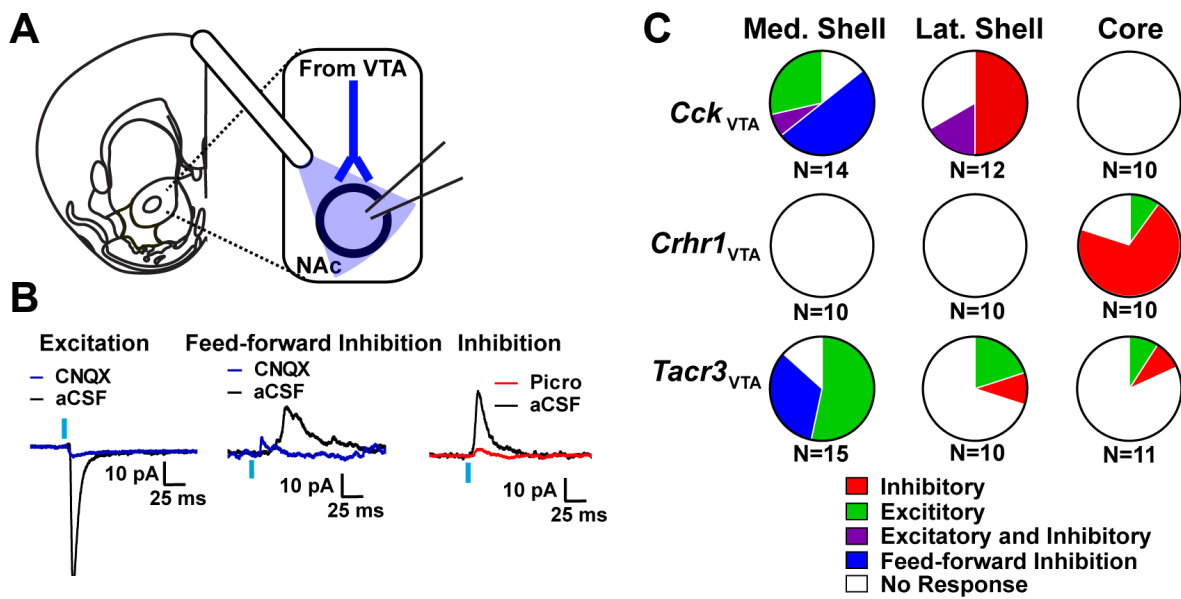 A
From VTA
NAc
B
Excitation
CNQX
aCSF
10 pA
25 ms
Feed-forward Inhibition
CNQX
aCSF
10 pA
25 ms
Inhibition
Picro
aCSF
10 pA
25 ms
C
Med. Shell Lat. Shell Core
Cck VTA
N=14 N=12 N=10
Crhr1 VTA
N=10 N=10 N=10
Tacr3 VTA
N=15 N=10 N=11
Inhibitory
Excititory
Excitatory and Inhibitory
Feed-forward Inhibition
No Response